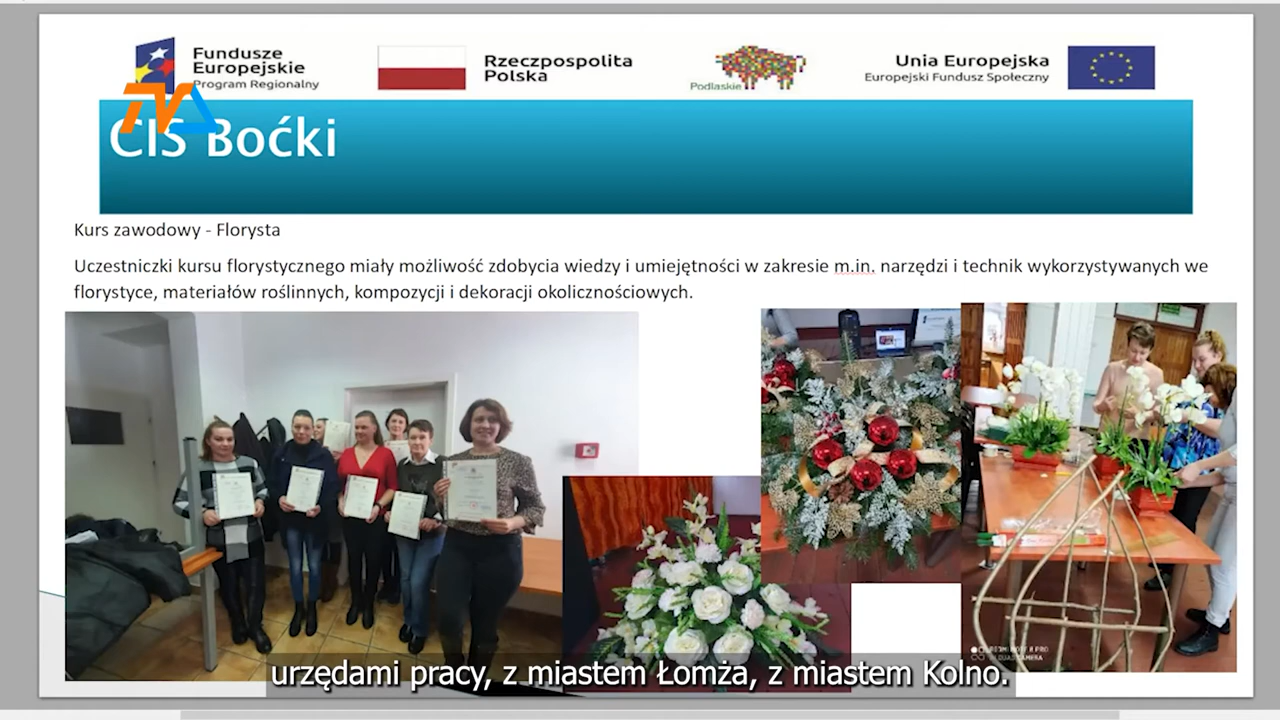 Fundusze
Europejskie
Program Regionalny
Rzeczpospolita
Polska
Podlaskie
Unia Europejska
Europejski Fundusz Społeczny
CIS Boćki
Kurs zawodowy - Florysta
Uczestniczki kursu florystycznego miały możliwość zdobycia wiedzy i umiejętności w zakresie m.in. narzędzi i technik wykorzystywanych we
florystyce, materiałów roślinnych, kompozycji i dekoracji okolicznościowych.
urzędami pracy, z miastem Łomża, z miastem Kolno.